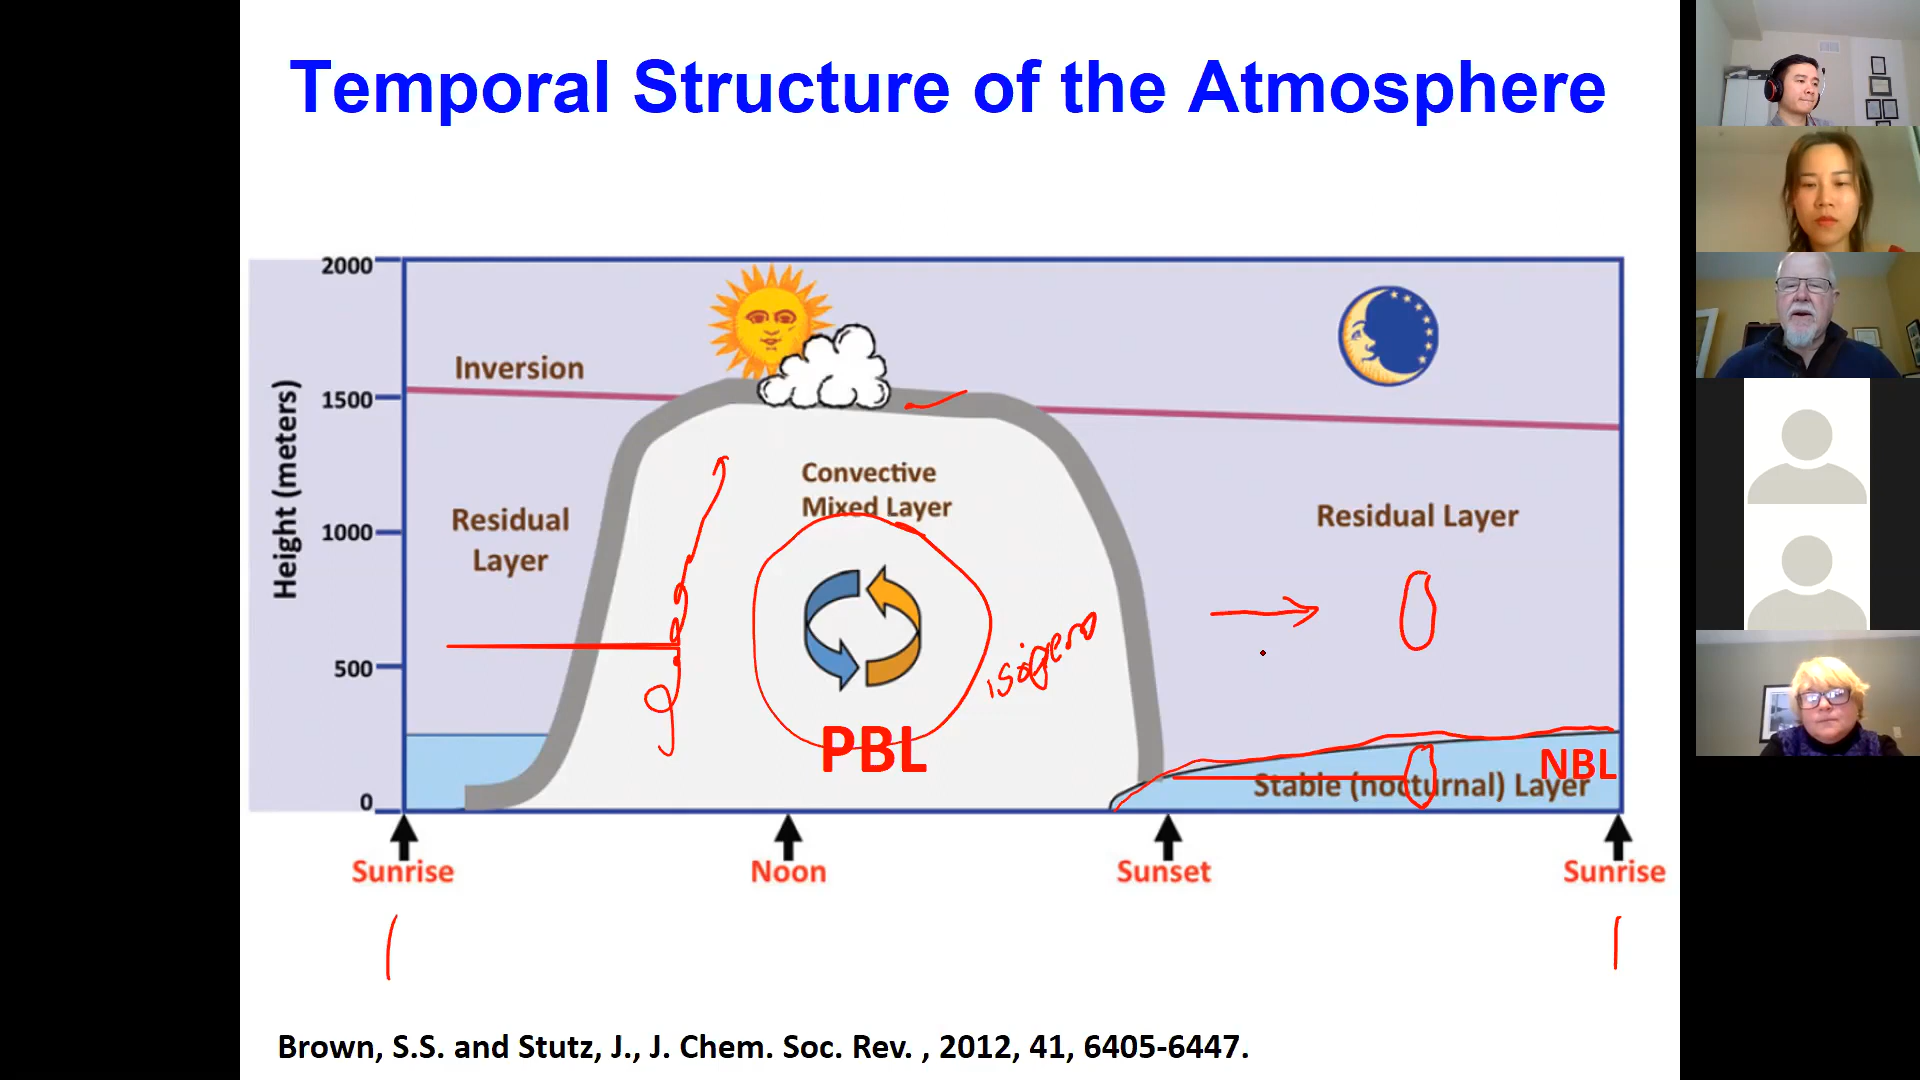 Temporal Structure of the Atmosphere
2000
1500
1000
500
0
Height (meters)
Inversion
Residual
Layer
Convective
Mixed Layer
PBL
Residual Layer
NBL
Stable (nocturnal) Layer
Sunrise
Noon
Sunset
Sunrise
Brown, S.S. and Stutz, J., J. Chem. Soc. Rev. , 2012, 41, 6405-6447.